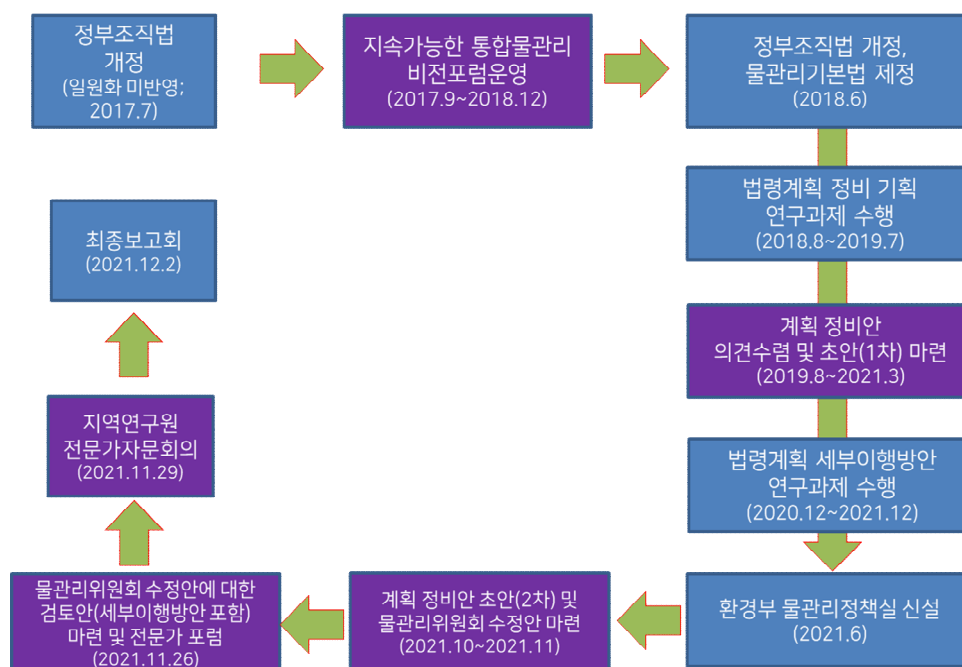 정부조직법
개정
(일원화 미반영;
2017.7)
지속가능한 통합물관리
비전포럼운영
(2017.9~2018.12)
정부조직법 개정,
물관리기본법 제정
(2018.6)
법령계획 정비 기획
연구과제 수행
(2018.8~2019.7)
계획 정비안
의견수렴 및 초안(1차) 마련
(2019.8~2021.3)
법령계획 세부이행방안
연구과제 수행
(2020.12~2021.12)
환경부 물관리정책실 신설
(2021.6)
계획 정비안 초안(2차) 및
물관리위원회 수정안 마련
(2021.10~2021.11)
물관리위원회 수정안에 대한
검토안(세부이행방안 포함)
마련 및 전문가 포럼
(2021.11.26)
지역연구원
전문가자문회의
(2021.11.29)
최종보고회
(2021.12.2)